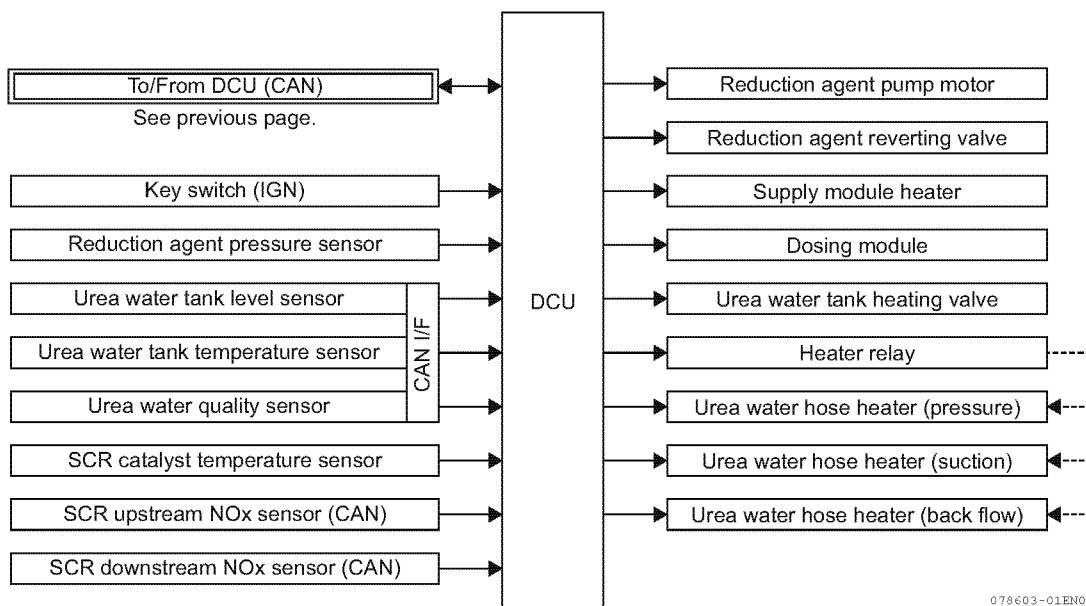 To/From DCU (CAN)
See previous page.
Key switch (IGN)
Reduction agent pressure sensor
Urea water tank level sensor
Urea water tank temperature sensor
Urea water quality sensor
CAN I/F
SCR catalyst temperature sensor
SCR upstream NOx sensor (CAN)
SCR downstream NOx sensor (CAN)
DCU
Reduction agent pump motor
Reduction agent reverting valve
Supply module heater
Dosing module
Urea water tank heating valve
Heater relay
Urea water hose heater (pressure)
Urea water hose heater (suction)
Urea water hose heater (back flow)
078603-01EN0